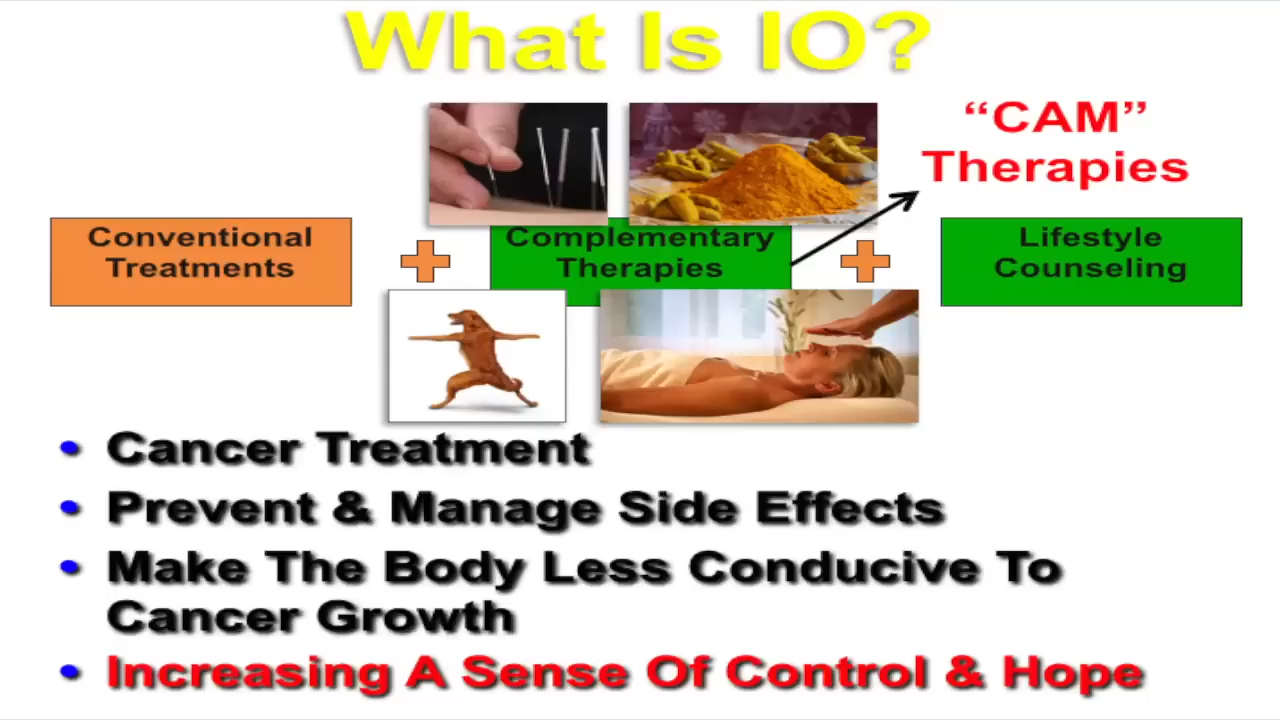 What Is IO?
“CAM”
Therapies
Conventional
Treatments
Complementary
Therapies
Lifestyle
Counseling
• Cancer Treatment
• Prevent & Manage Side Effects
• Make The Body Less Conducive To
Cancer Growth
• Increasing A Sense Of Control & Hope